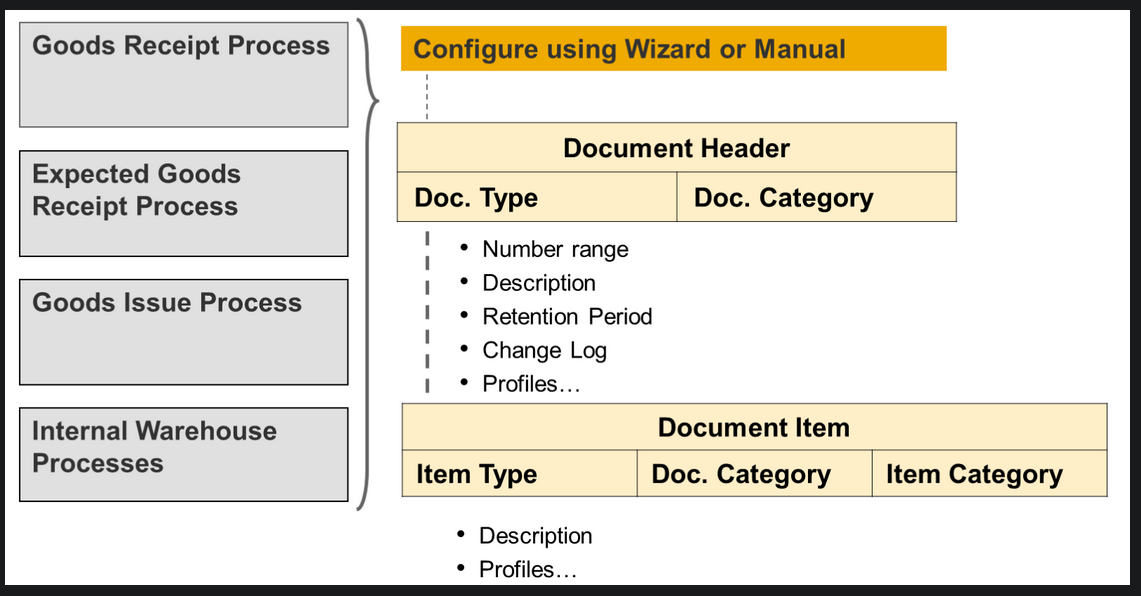 Goods Receipt Process
Expected Goods
Receipt Process
Goods Issue Process
Internal Warehouse
Processes
Configure using Wizard or Manual
Document Header
Doc. Type
Doc. Category
• Number range
• Description
• Retention Period
• Change Log
• Profiles…
Document Item
Item Type
Doc. Category
Item Category
• Description
• Profiles…